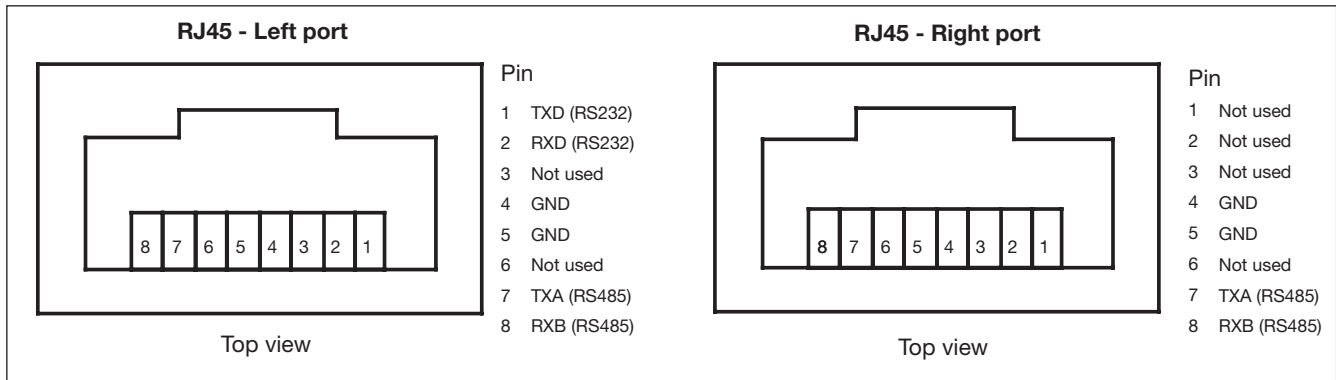 RJ45 - Left port
Pin
1 TXD (RS232)
2 RXD (RS232)
3 Not used
4 GND
5 GND
6 Not used
7 TXA (RS485)
8 RXB (RS485)
8 7 6 5 4 3 2 1
Top view
RJ45 - Right port
Pin
1 Not used
2 Not used
3 Not used
4 GND
5 GND
6 Not used
7 TXA (RS485)
8 RXB (RS485)
8 7 6 5 4 3 2 1
Top view